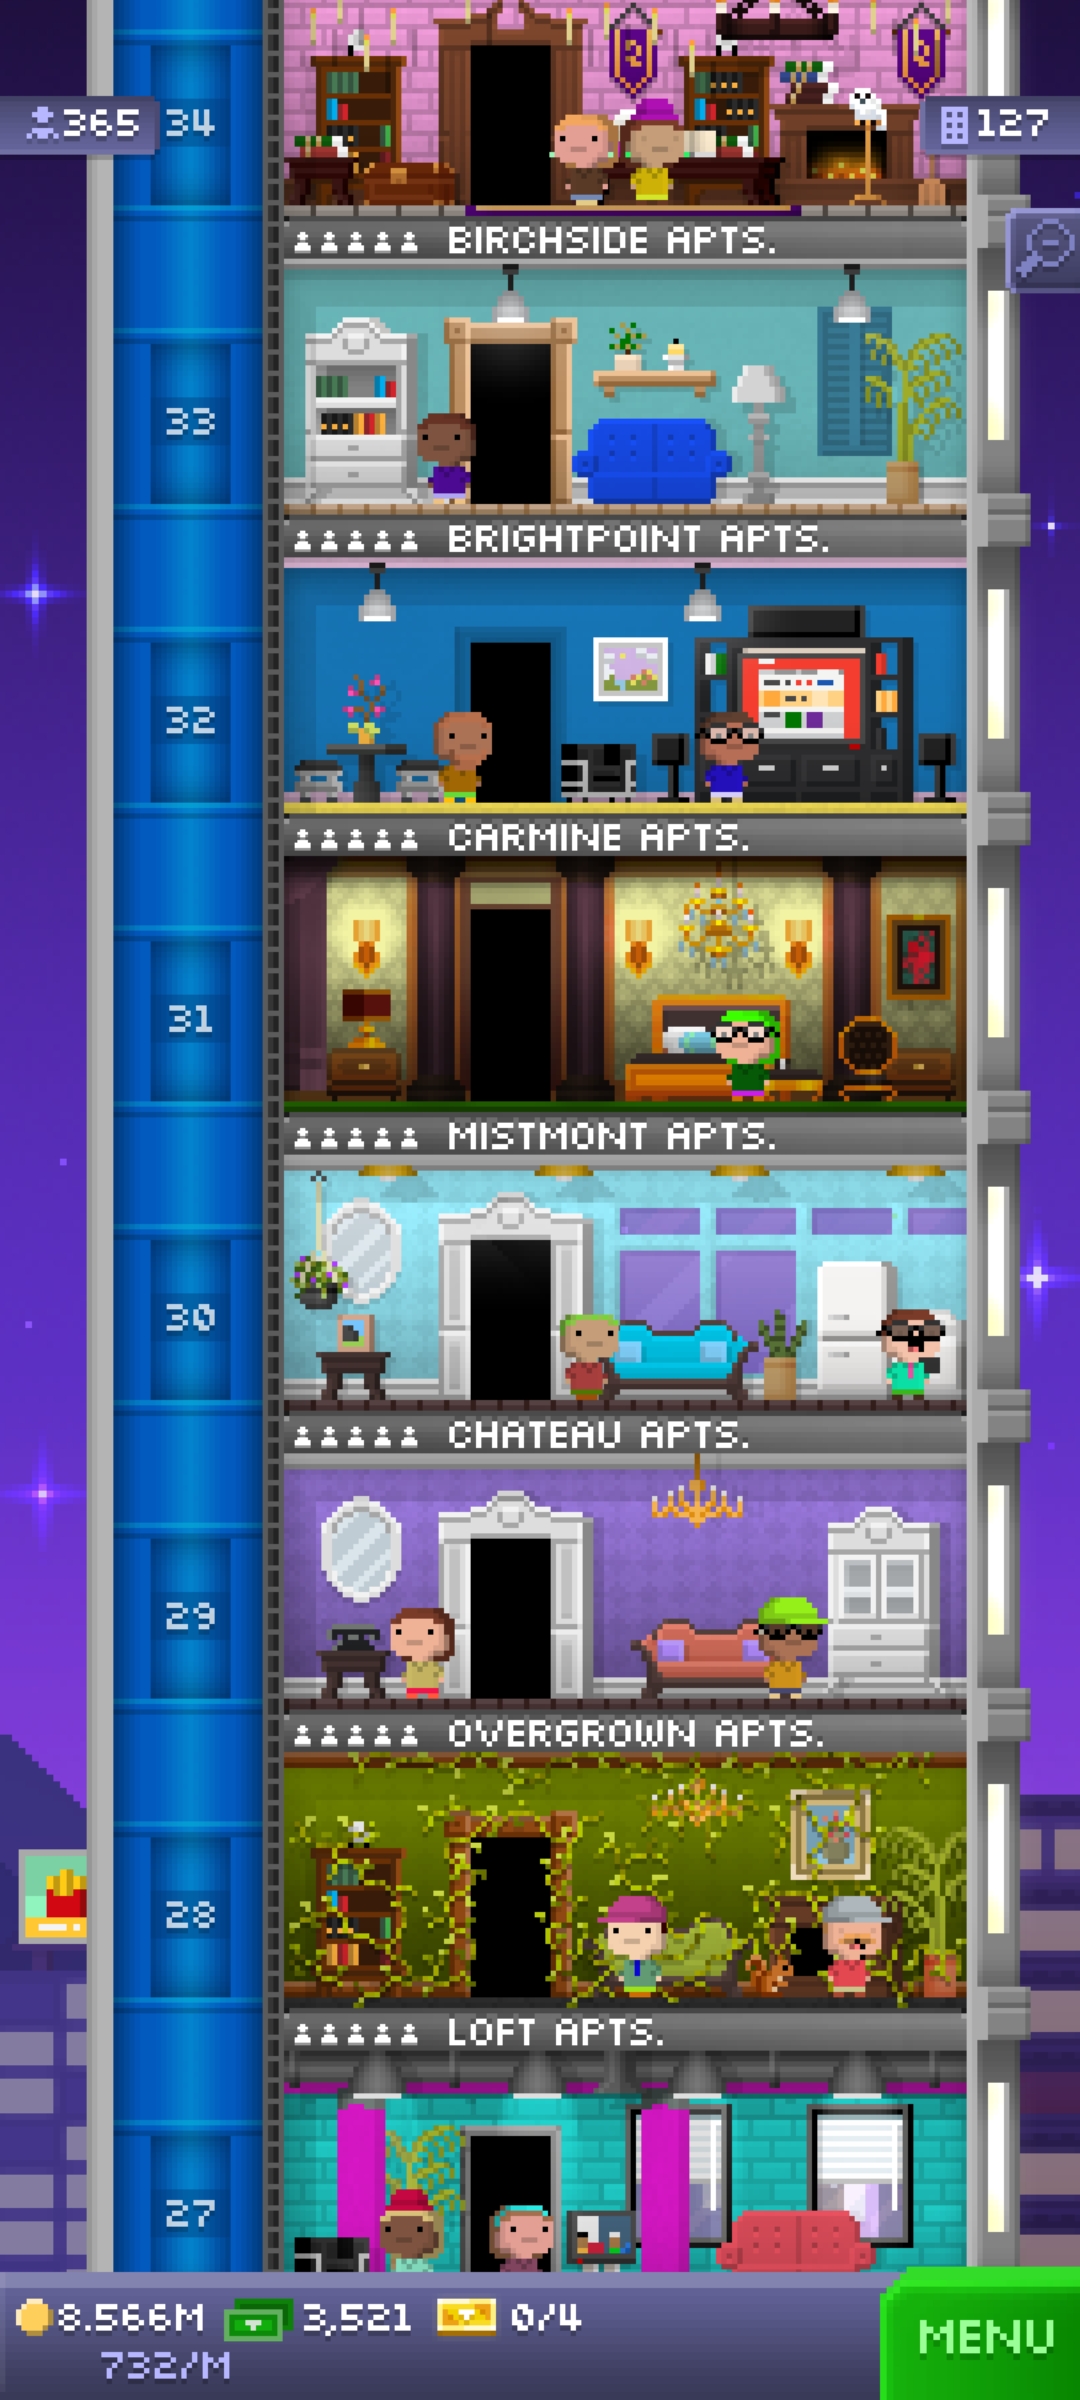 365
34
127
BIRCHSIDE APTS.
33
BRIGHTPOINT APTS.
32
CARMINE APTS.
31
MISTMONT APTS.
30
CHATEAU APTS.
29
OVERGROWN APTS.
28
LOFT APTS.
27
8.566M 3,521 0/4
732/M
MENU